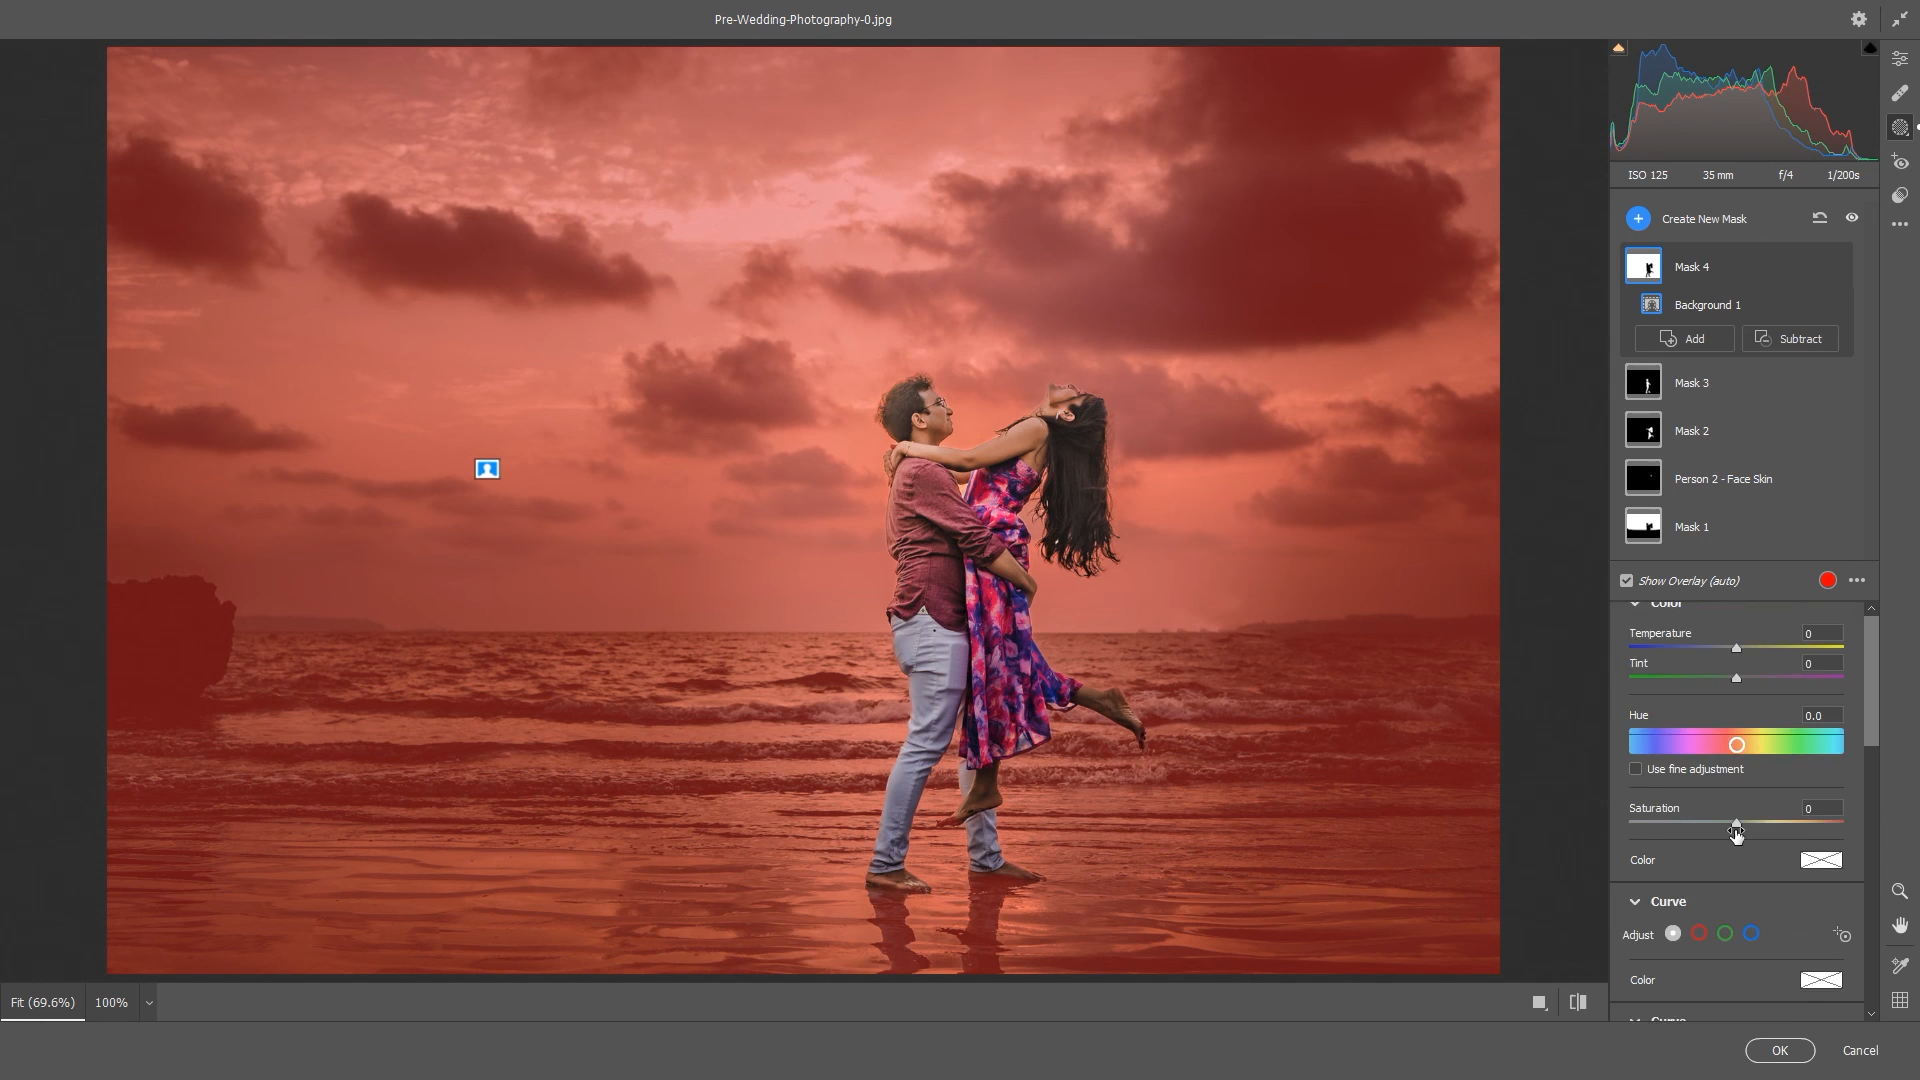 Pre-Wedding-Photography-0.jpg
ISO 125 35 mm f/4 1/200s
Create New Mask
Mask 4
Background 1
Add Subtract
Mask 3
Mask 2
Person 2 - Face Skin
Mask 1
Show Overlay (auto)
Color
Temperature 0
Tint 0
Hue 0.0
Use fine adjustment
Saturation 0
Color
Curve
Adjust
Color
Curve
Fit (69.6%) 100%
OK Cancel